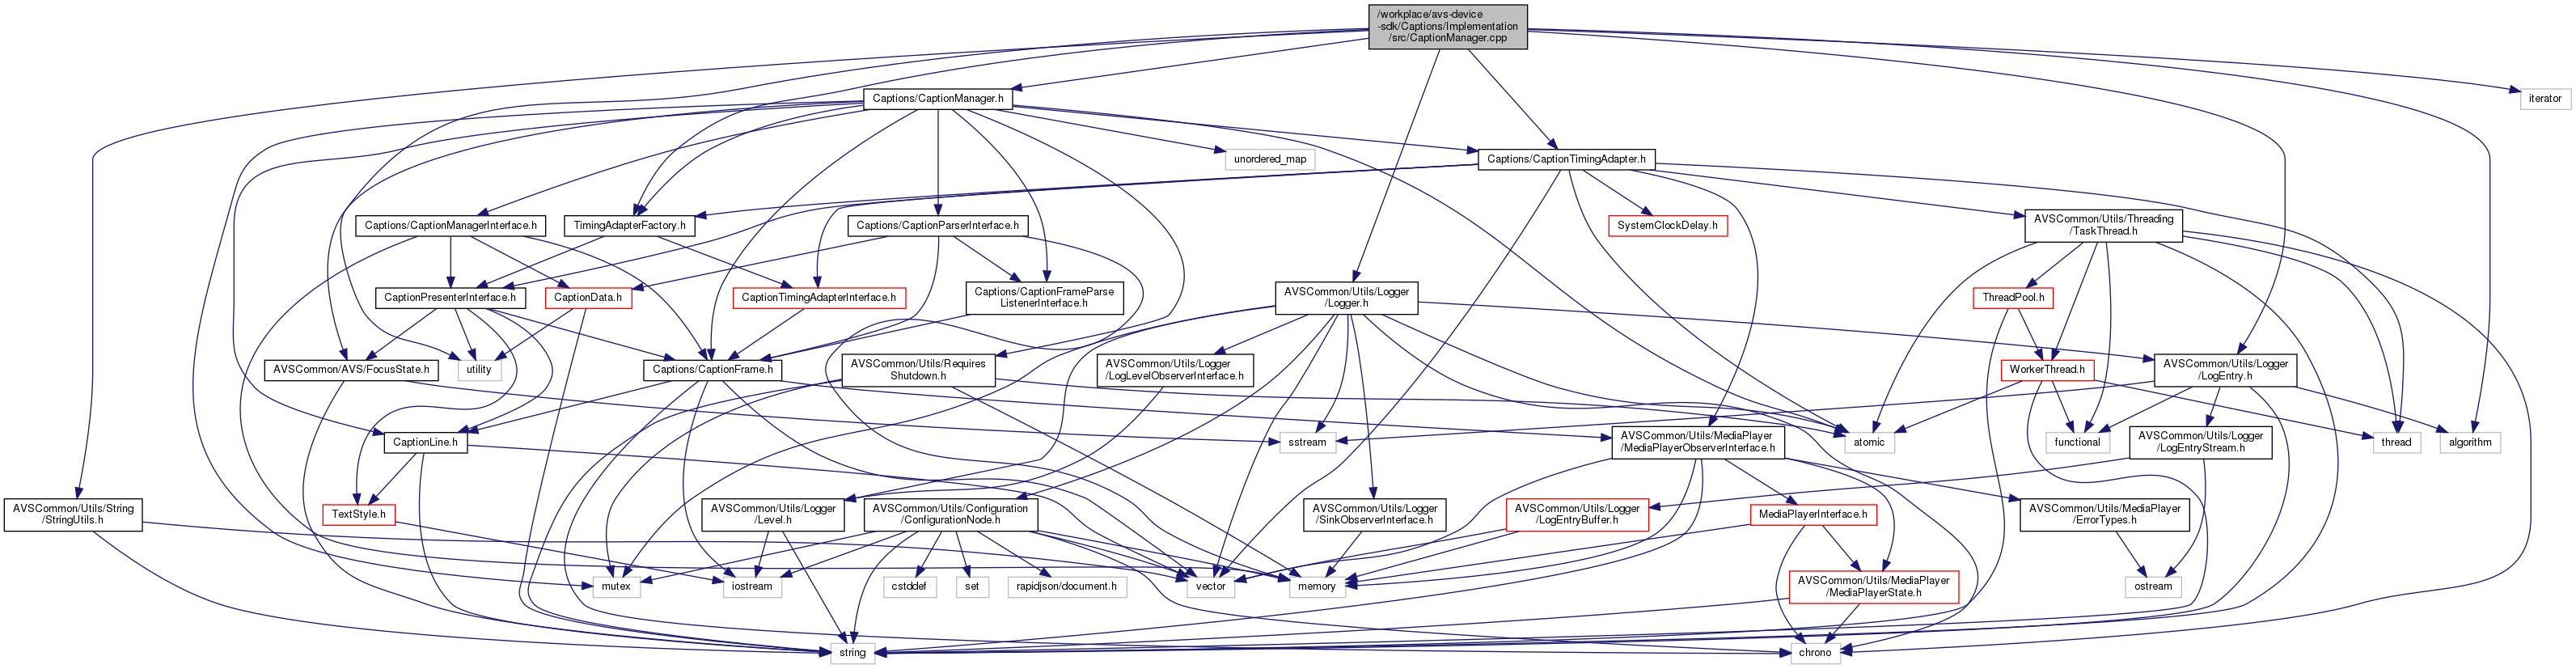 /workplace/avs-device
-sdk/Captions/Implementation
/src/CaptionManager.cpp
Captions/CaptionManager.h
iterator
unordered_map
Captions/CaptionTimingAdapter.h
Captions/CaptionManagerInterface.h
TimingAdapterFactory.h
Captions/CaptionParserInterface.h
SystemClockDelay.h
AVSCommon/Utils/Threading
/TaskThread.h
CaptionPresenterInterface.h
CaptionData.h
CaptionTimingAdapterInterface.h
Captions/CaptionFrameParse
ListenerInterface.h
AVSCommon/Utils/Logger
/Logger.h
ThreadPool.h
AVSCommon/AVS/FocusState.h
utility
Captions/CaptionFrame.h
AVSCommon/Utils/Requires
Shutdown.h
AVSCommon/Utils/Logger
/LogLevelObserverInterface.h
WorkerThread.h
AVSCommon/Utils/Logger
/LogEntry.h
CaptionLine.h
sstream
AVSCommon/Utils/MediaPlayer
/MediaPlayerObserverInterface.h
atomic
functional
AVSCommon/Utils/Logger
/LogEntryStream.h
thread
algorithm
AVSCommon/Utils/String
/StringUtils.h
TextStyle.h
AVSCommon/Utils/Logger
/Level.h
AVSCommon/Utils/Configuration
/ConfigurationNode.h
AVSCommon/Utils/Logger
/SinkObserverInterface.h
AVSCommon/Utils/Logger
/LogEntryBuffer.h
MediaPlayerInterface.h
AVSCommon/Utils/MediaPlayer
/ErrorTypes.h
mutex
iostream
cstddef
set
rapidjson/document.h
vector
memory
AVSCommon/Utils/MediaPlayer
/MediaPlayerState.h
ostream
string
chrono